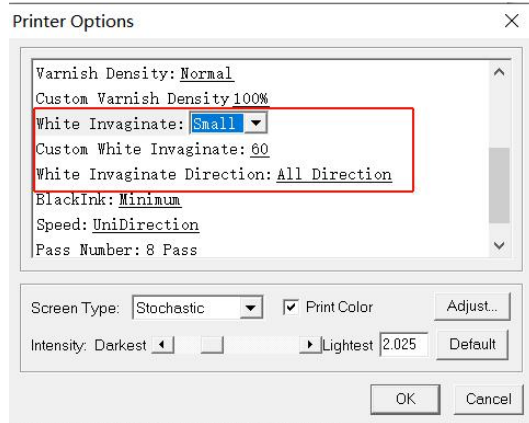 Printer Options
Varnish Density: Normal
Custom Varnish Density 100%
White Invaginate: Small
Custom White Invaginate: 60
White Invaginate Direction: All Direction
BlackInk: Minimum
Speed: UniDirection
Pass Number: 8 Pass
Screen Type: Stochastic Print Color Adjust...
Intensity: Darkest Lightest 2.025 Default
OK Cancel